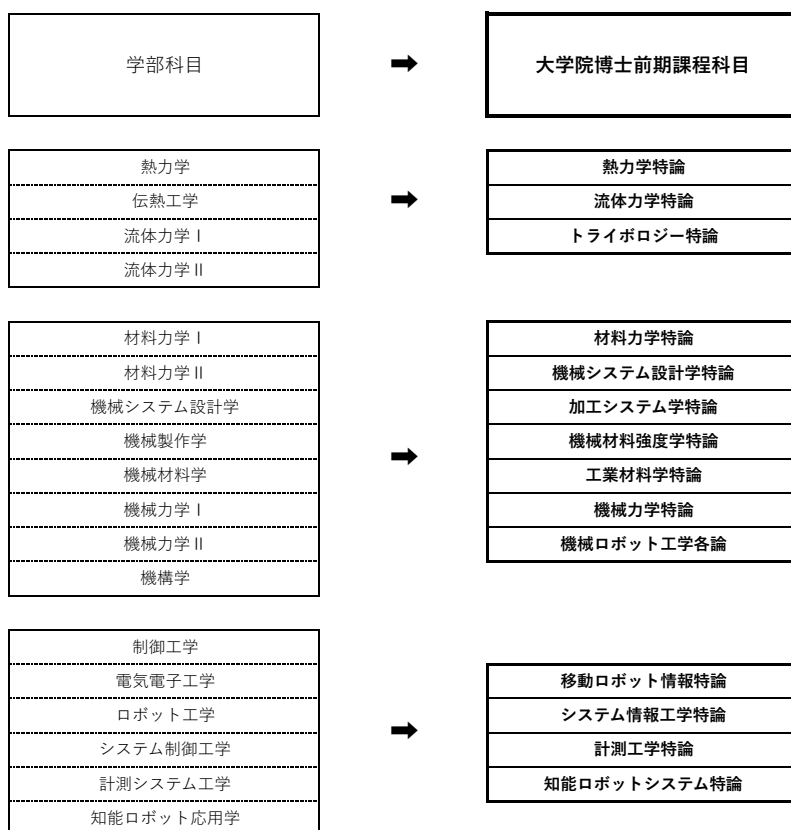 学部科目
➡
大学院博士前期課程科目
熱力学
伝熱工学
流体力学Ⅰ
流体力学Ⅱ
➡
熱力学特論
流体力学特論
トライボロジー特論
材料力学Ⅰ
材料力学Ⅱ
機械システム設計学
機械製作学
機械材料学
機械力学Ⅰ
機械力学Ⅱ
機構学
➡
材料力学特論
機械システム設計学特論
加工システム学特論
機械材料強度学特論
工業材料学特論
機械力学特論
機械ロボット工学各論
制御工学
電気電子工学
ロボット工学
システム制御工学
計測システム工学
知能ロボット応用学
➡
移動ロボット情報特論
システム情報工学特論
計測工学特論
知能ロボットシステム特論